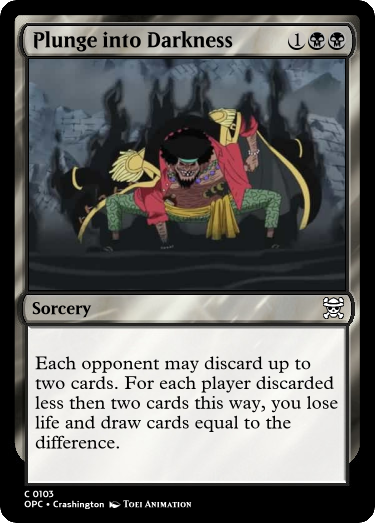 Plunge into Darkness 1
Sorcery
Each opponent may discard up to
two cards. For each player discarded
less then two cards this way, you lose
life and draw cards equal to the
difference.
C 0103
OPC • Crashington TOEI ANIMATION